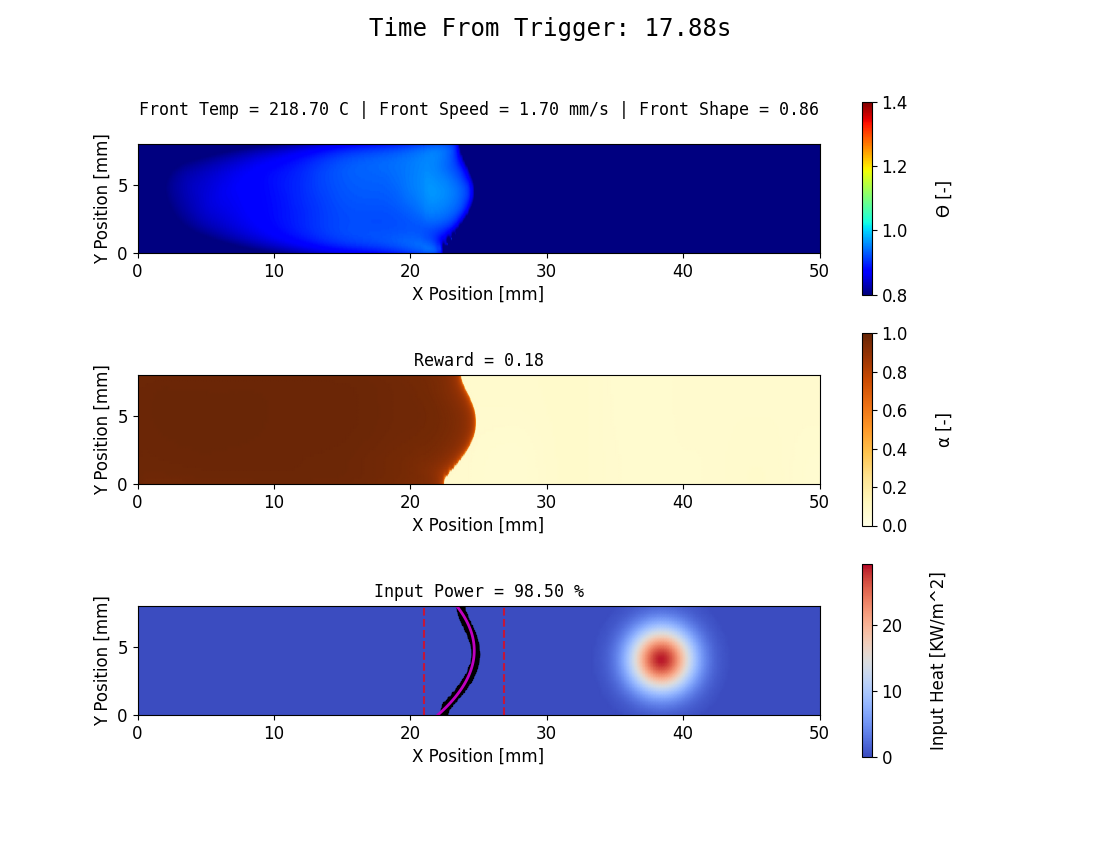 Time From Trigger: 17.88s
Front Temp = 218.70 C | Front Speed = 1.70 mm/s | Front Shape = 0.86
Y Position [mm]
5
0
0 10 20 30 40 50
X Position [mm]
1.4
1.2
1.0
0.8
Θ [-]
Reward = 0.18
Y Position [mm]
5
0
0 10 20 30 40 50
X Position [mm]
1.0
0.8
0.6
0.4
0.2
0.0
α [-]
Input Power = 98.50 %
Y Position [mm]
5
0
0 10 20 30 40 50
X Position [mm]
20
10
0
Input Heat [KW/m^2]